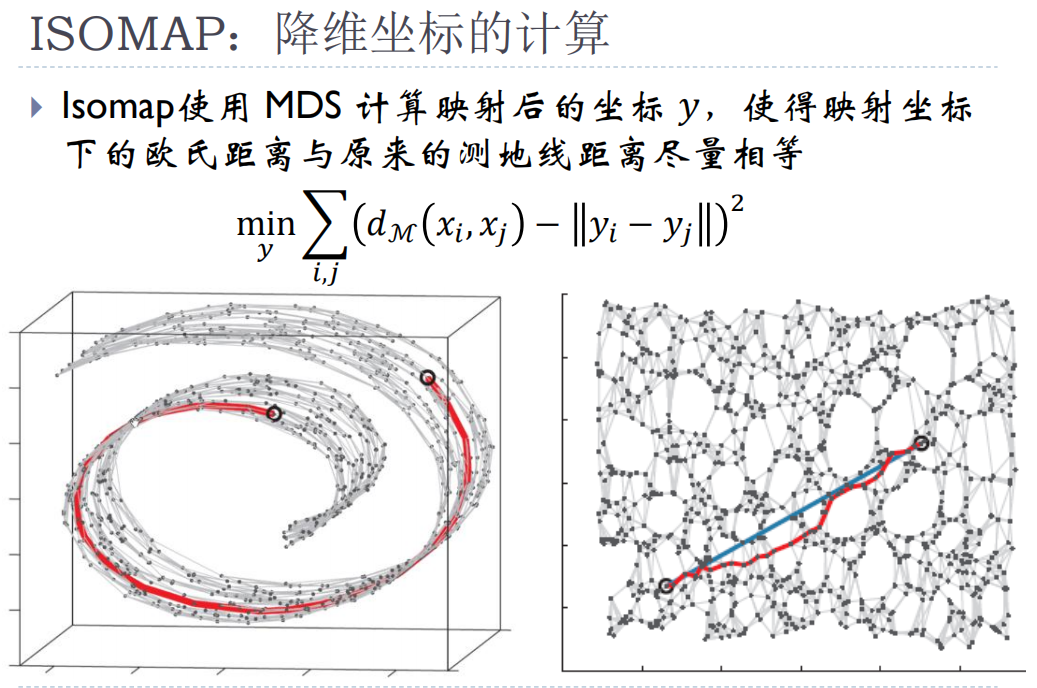 ISOMAP：降维坐标的计算
Isomap使用 MDS 计算映射后的坐标 y，使得映射坐标
下的欧氏距离与原来的测地线距离尽量相等
min_y ∑_{i,j} (d_ℳ(x_i, x_j) − ‖y_i − y_j‖)^2